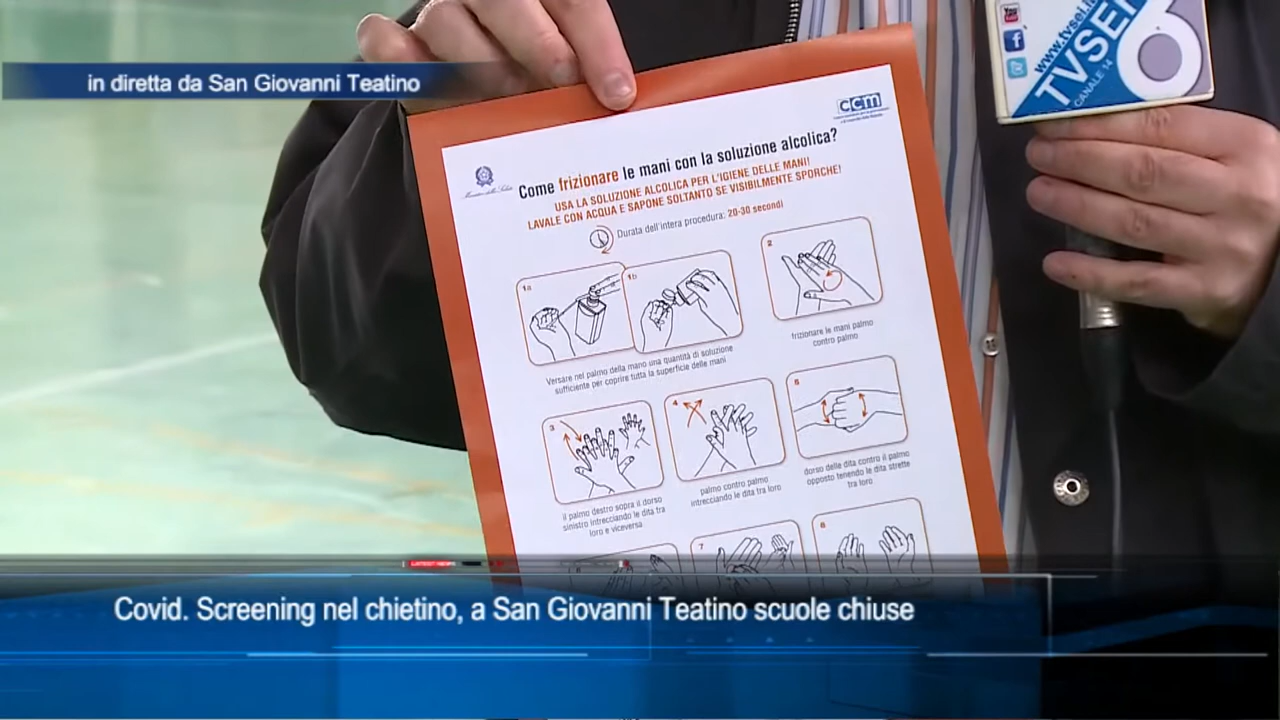 in diretta da San Giovanni Teatino
You
www.tvsei.i
TVSEI 6
CANALE 14
ccm
Come frizionare le mani con la soluzione alcolica?
USA LA SOLUZIONE ALCOLICA PER L'IGIENE DELLE MANI!
LAVALE CON ACQUA E SAPONE SOLTANTO SE VISIBILMENTE SPORCHE!
Durata dell'intera procedura: 20-30 secondi
1a
1b
2
Versare nel palmo della mano una quantità di soluzione
sufficiente per coprire tutta la superficie delle mani
frizionare le mani palmo
contro palmo
3
4
5
il palmo destro sopra il dorso
sinistro intrecciando le dita tra
loro e viceversa
palmo contro palmo
intrecciando le dita tra loro
dorso delle dita contro il palmo
opposto tenendo le dita strette
tra loro
7
8
LATEST NEWS
Covid. Screening nel chietino, a San Giovanni Teatino scuole chiuse